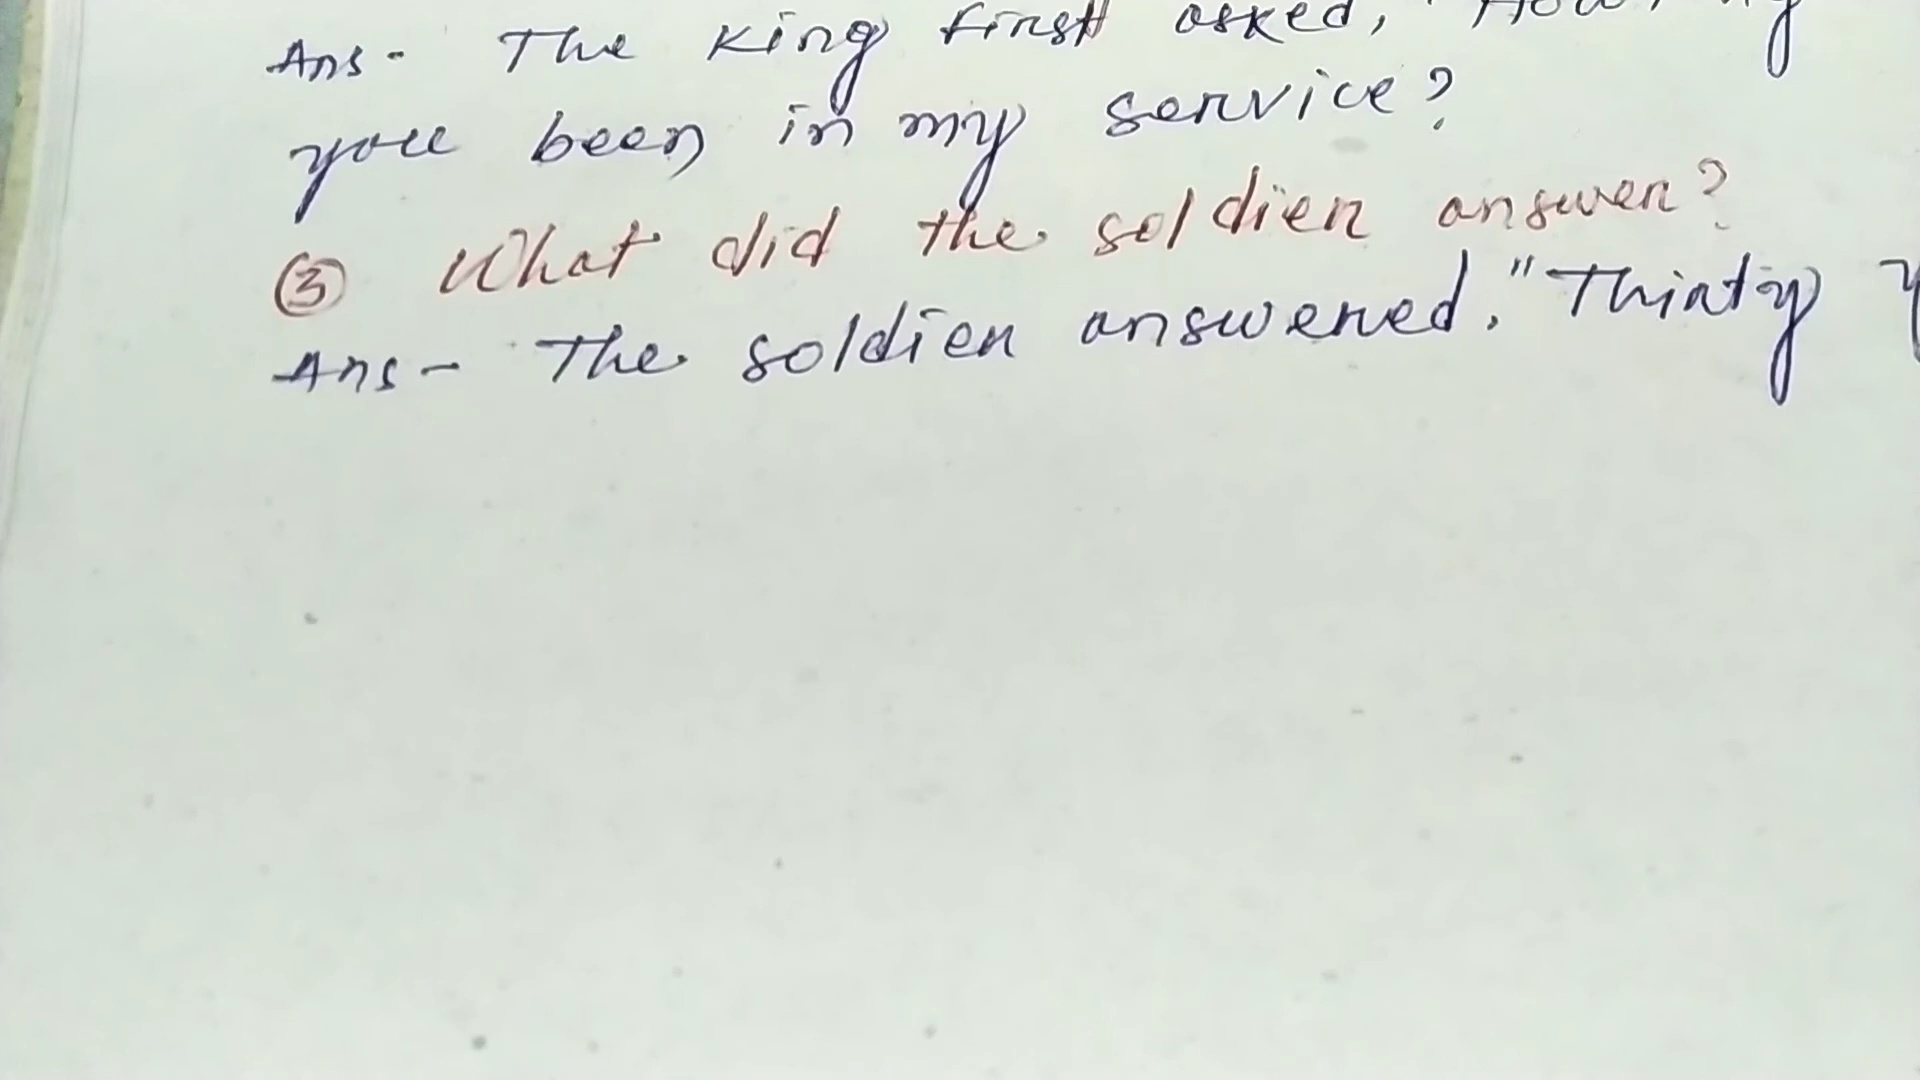 Ans - The King first asked, "How
you been in my service?
③ What did the soldier answer?
Ans - The soldier answered, "Thirty